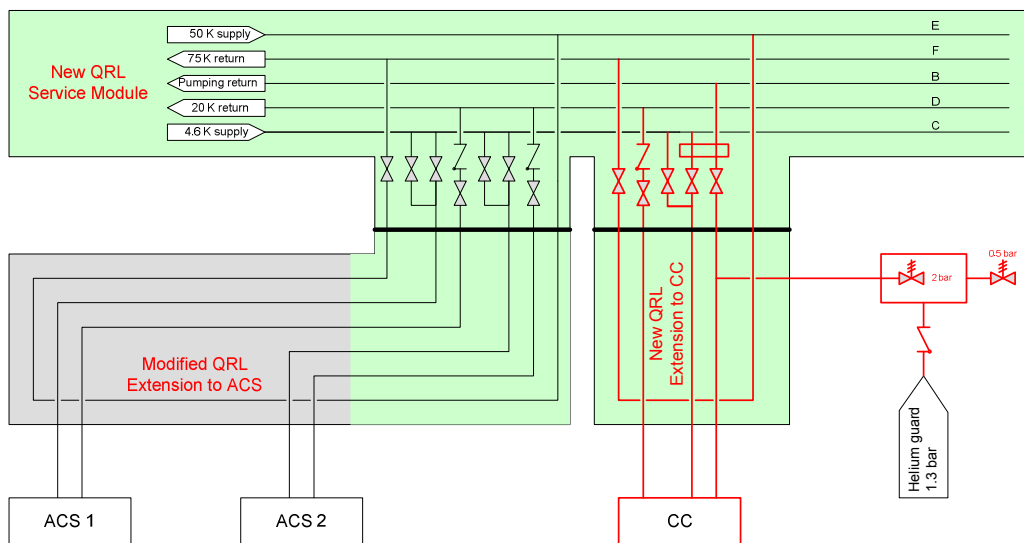 50 K supply
E
75 K return
F
New QRL
Service Module
Pumping return
B
20 K return
D
4.6 K supply
C
0.5 bar
2 bar
New QRL
Extension to CC
Modified QRL
Extension to ACS
Helium guard
1.3 bar
ACS 1
ACS 2
CC